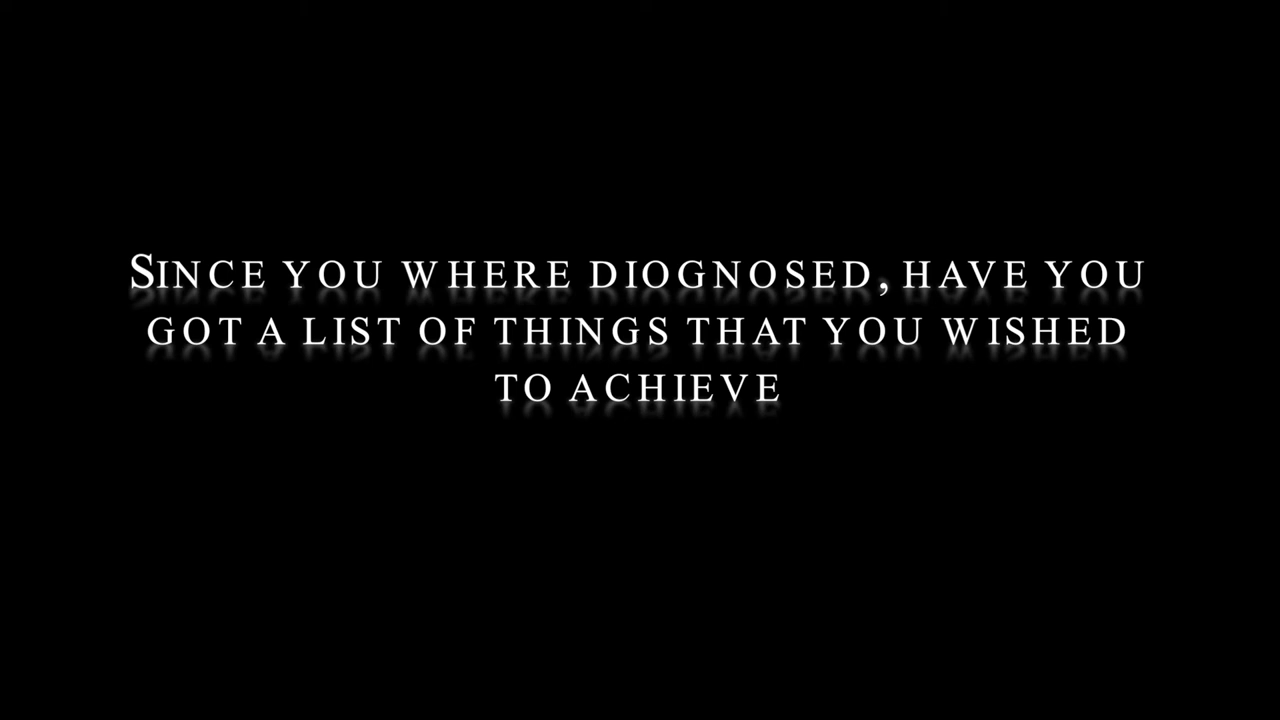 Since you where diognosed, have you
got a list of things that you wished
to achieve